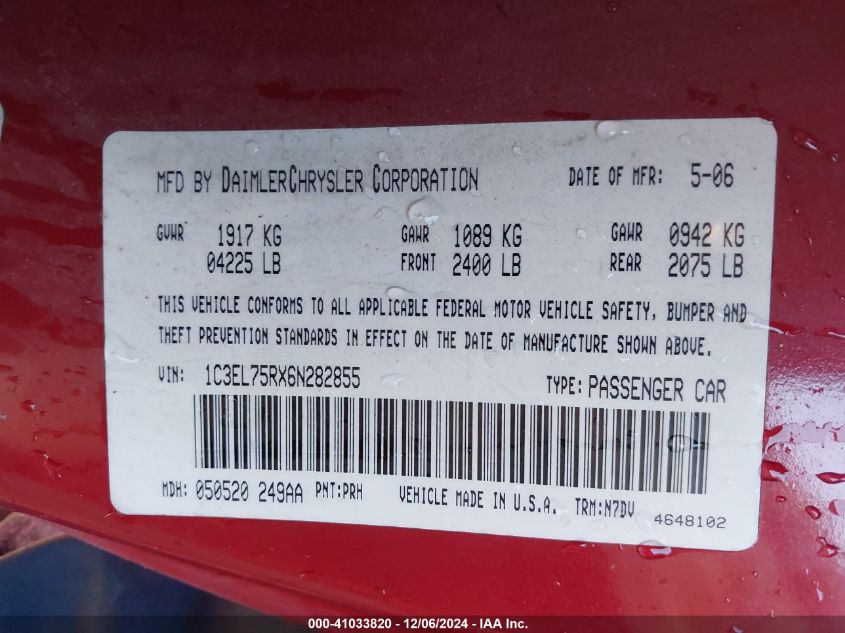 MFD BY DAIMLERCHRYSLER CORPORATION DATE OF MFR: 5-06
GVWR 1917 KG GAWR 1089 KG GAWR 0942 KG
04225 LB FRONT 2400 LB REAR 2075 LB
THIS VEHICLE CONFORMS TO ALL APPLICABLE FEDERAL MOTOR VEHICLE SAFETY, BUMPER AND
THEFT PREVENTION STANDARDS IN EFFECT ON THE DATE OF MANUFACTURE SHOWN ABOVE.
VIN: 1C3EL75RX6N282855 TYPE: PASSENGER CAR
MDH: 050520 249AA PNT:PRH VEHICLE MADE IN U.S.A. TRM:N7DV
4648102
000-41033820 - 12/06/2024 - IAA Inc.